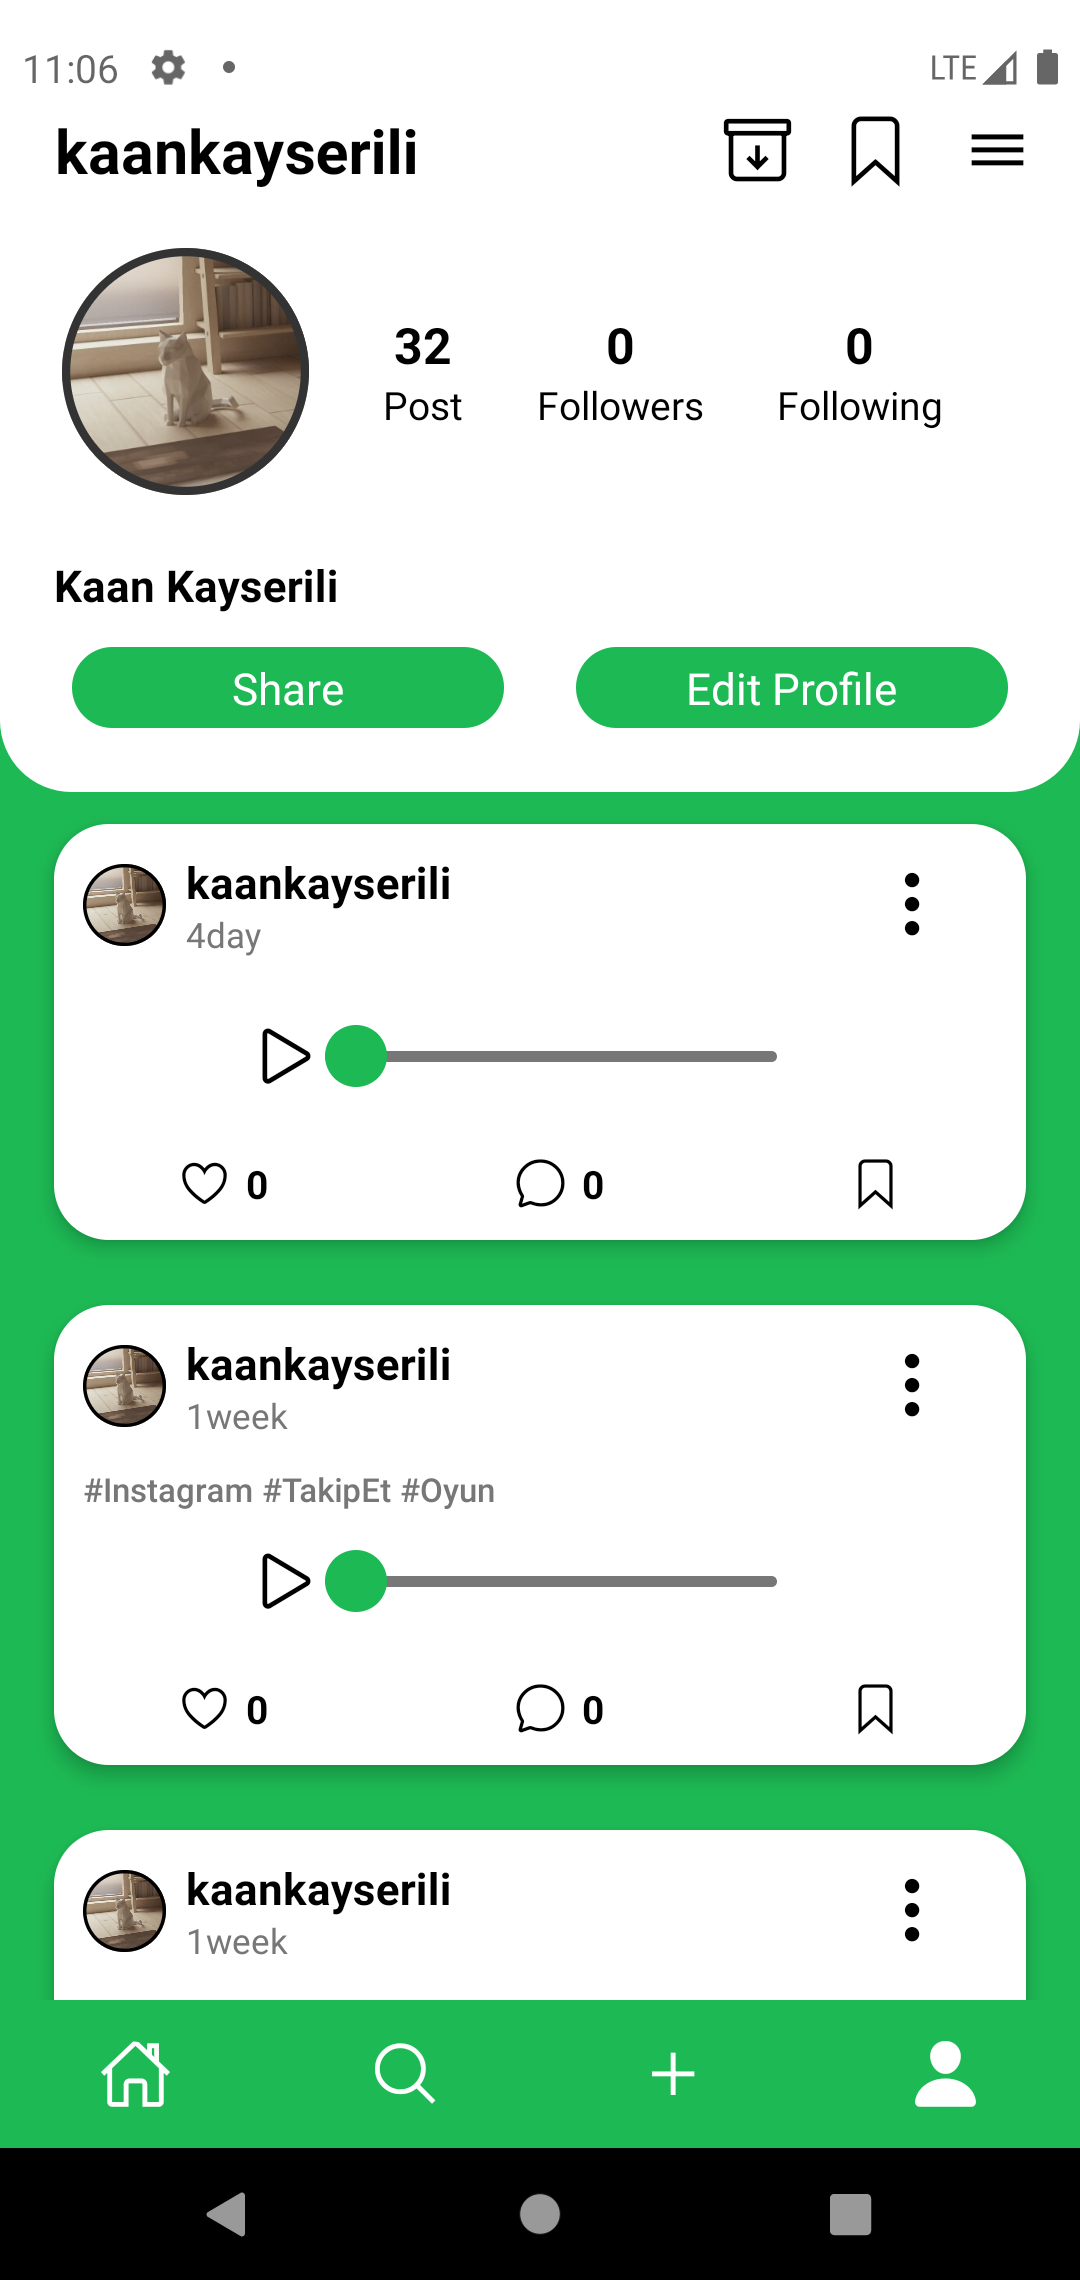 11:06 LTE
kaankayserili
32 0 0
Post Followers Following
Kaan Kayserili
Share Edit Profile
kaankayserili
4day
0 0
kaankayserili
1week
#Instagram #TakipEt #Oyun
0 0
kaankayserili
1week